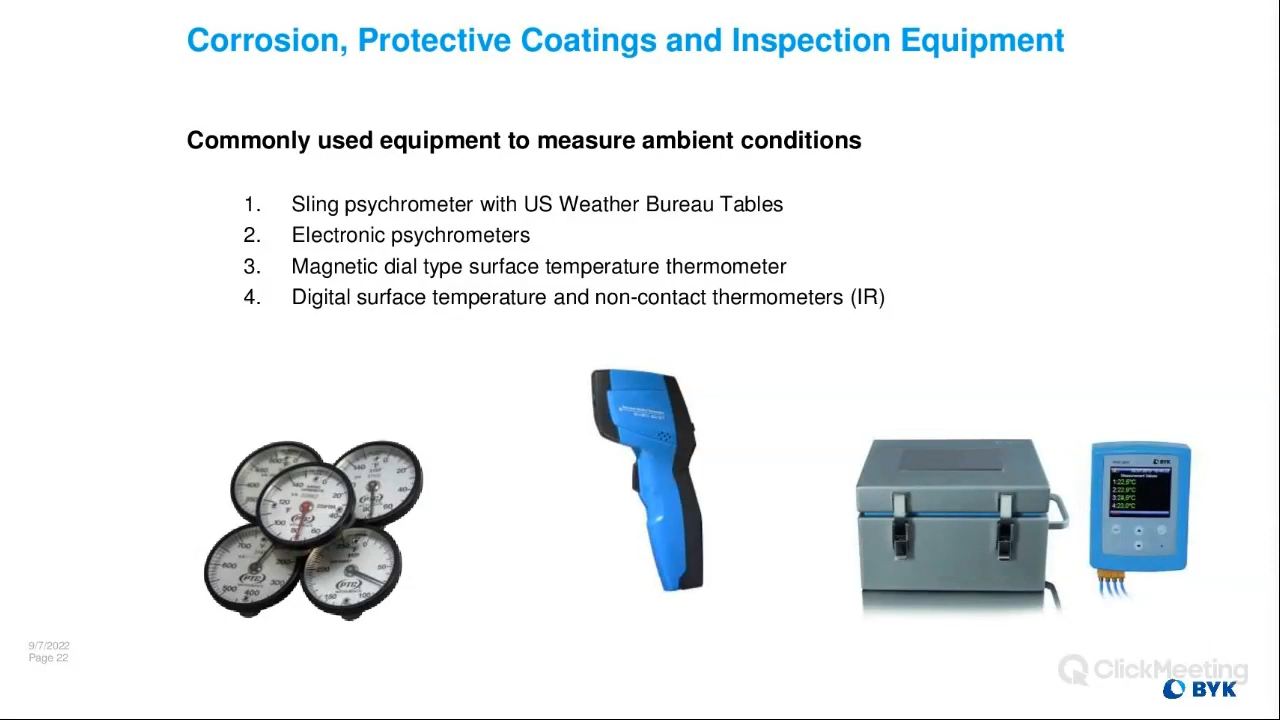 Corrosion, Protective Coatings and Inspection Equipment
Commonly used equipment to measure ambient conditions
1. Sling psychrometer with US Weather Bureau Tables
2. Electronic psychrometers
3. Magnetic dial type surface temperature thermometer
4. Digital surface temperature and non-contact thermometers (IR)
BYK
9/7/2022
Page 22
ClickMeeting
BYK